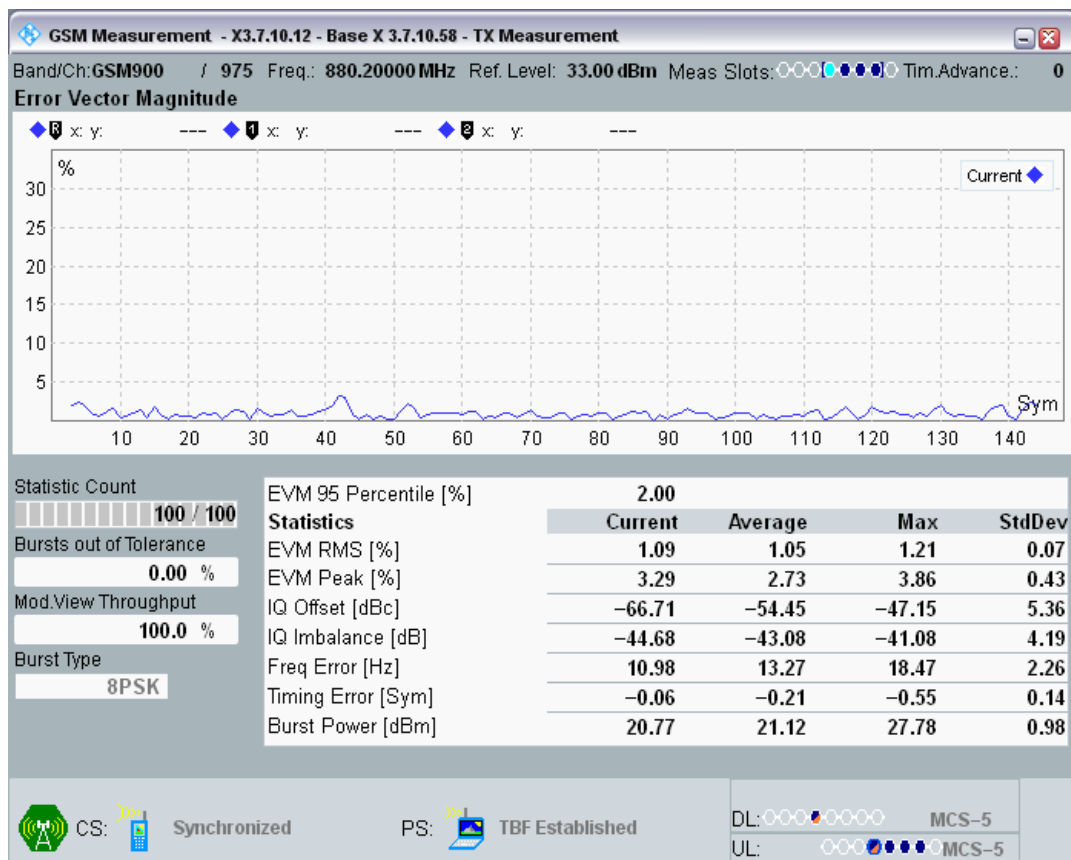 GSM Measurement - X3.7.10.12 - Base X 3.7.10.58 - TX Measurement
Band/Ch:GSM900 / 975 Freq.: 880.20000 MHz Ref. Level: 33.00 dBm Meas Slots: Tim.Advance.: 0
Error Vector Magnitude
R x: y: --- 1 x: y: --- 2 x: y: ---
%
Current
30
25
20
15
10
5
Sym
10 20 30 40 50 60 70 80 90 100 110 120 130 140
Statistic Count
100 / 100
Bursts out of Tolerance
0.00 %
Mod.View Throughput
100.0 %
Burst Type
8PSK
EVM 95 Percentile [%] 2.00
Statistics Current Average Max StdDev
EVM RMS [%] 1.09 1.05 1.21 0.07
EVM Peak [%] 3.29 2.73 3.86 0.43
IQ Offset [dBc] −66.71 −54.45 −47.15 5.36
IQ Imbalance [dB] −44.68 −43.08 −41.08 4.19
Freq Error [Hz] 10.98 13.27 18.47 2.26
Timing Error [Sym] −0.06 −0.21 −0.55 0.14
Burst Power [dBm] 20.77 21.12 27.78 0.98
CS: Synchronized PS: TBF Established
DL: MCS−5
UL: MCS−5